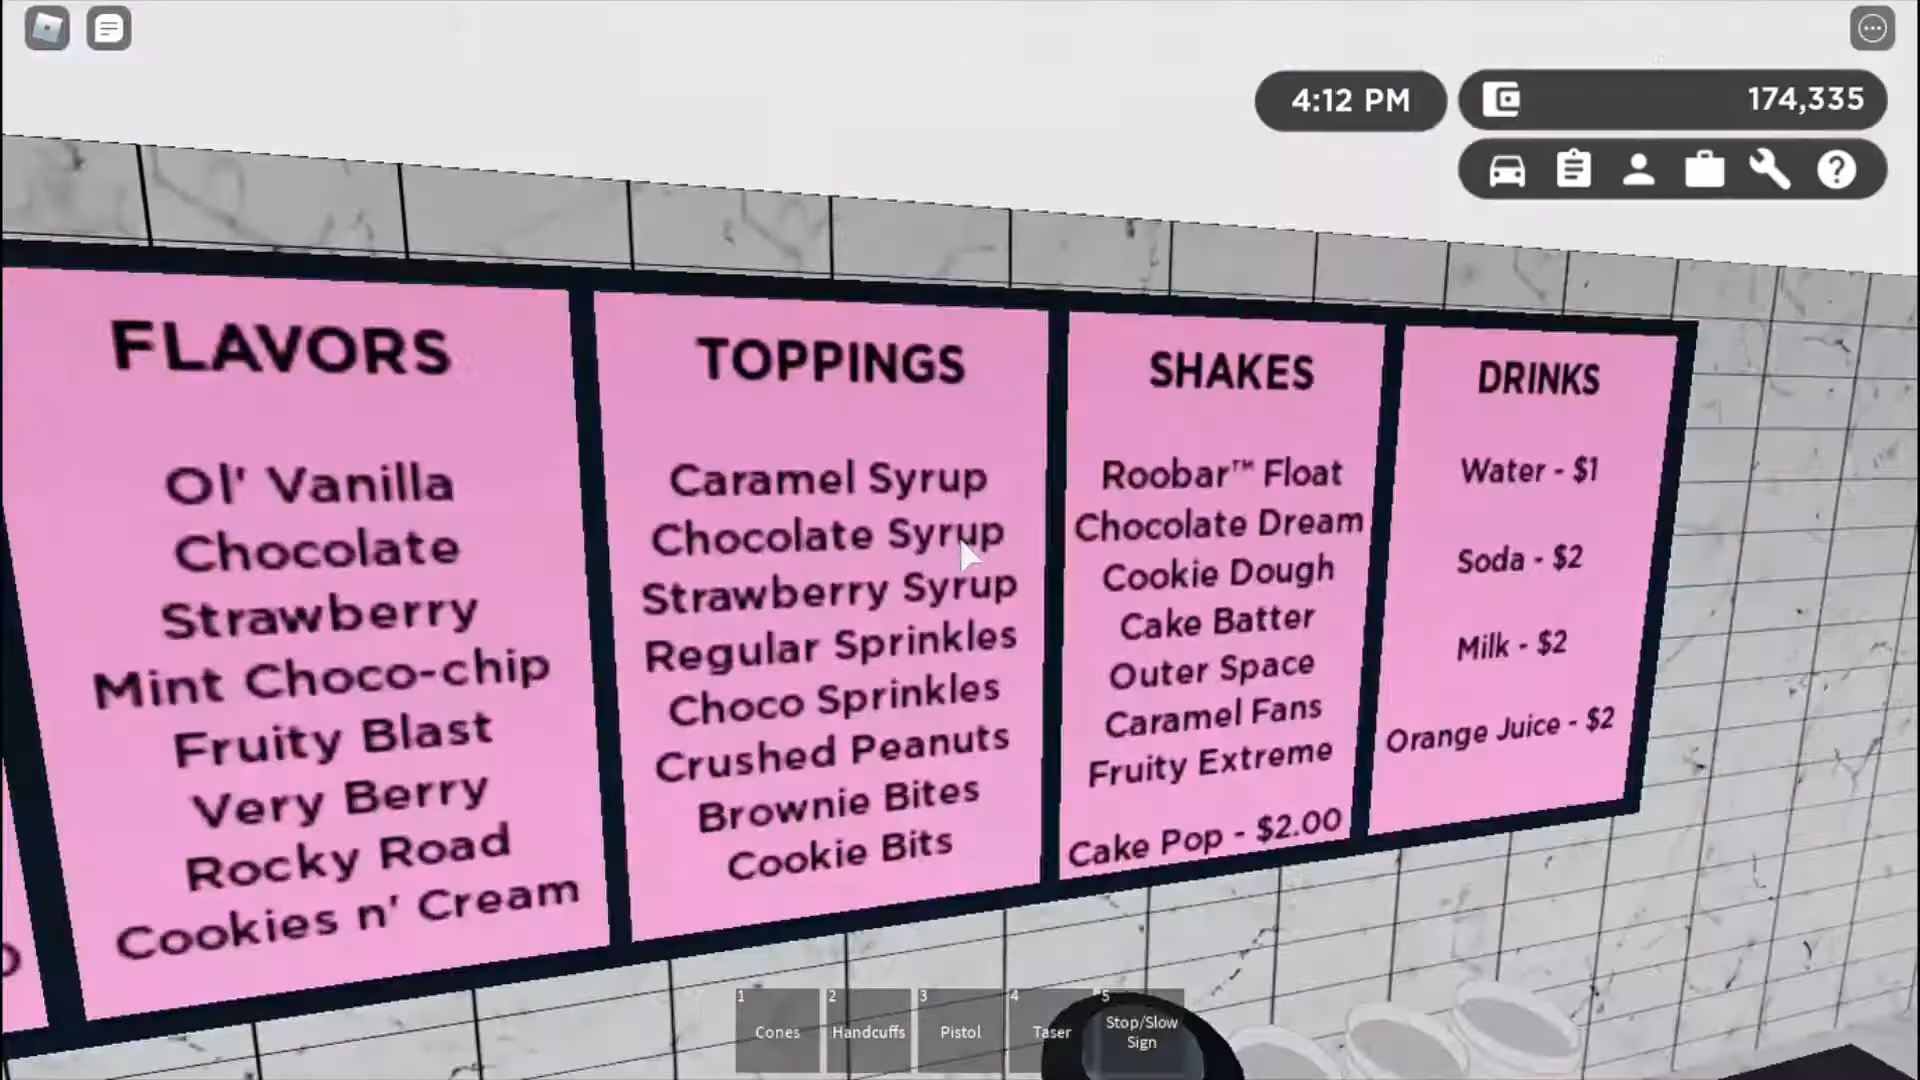 4:12 PM
174,335
FLAVORS
Ol' Vanilla
Chocolate
Strawberry
Mint Choco-chip
Fruity Blast
Very Berry
Rocky Road
Cookies n' Cream
TOPPINGS
Caramel Syrup
Chocolate Syrup
Strawberry Syrup
Regular Sprinkles
Choco Sprinkles
Crushed Peanuts
Brownie Bites
Cookie Bits
SHAKES
Roobar™ Float
Chocolate Dream
Cookie Dough
Cake Batter
Outer Space
Caramel Fans
Fruity Extreme
Cake Pop - $2.00
DRINKS
Water - $1
Soda - $2
Milk - $2
Orange Juice - $2
1
Cones
2
Handcuffs
3
Pistol
4
Taser
5
Stop/Slow
Sign